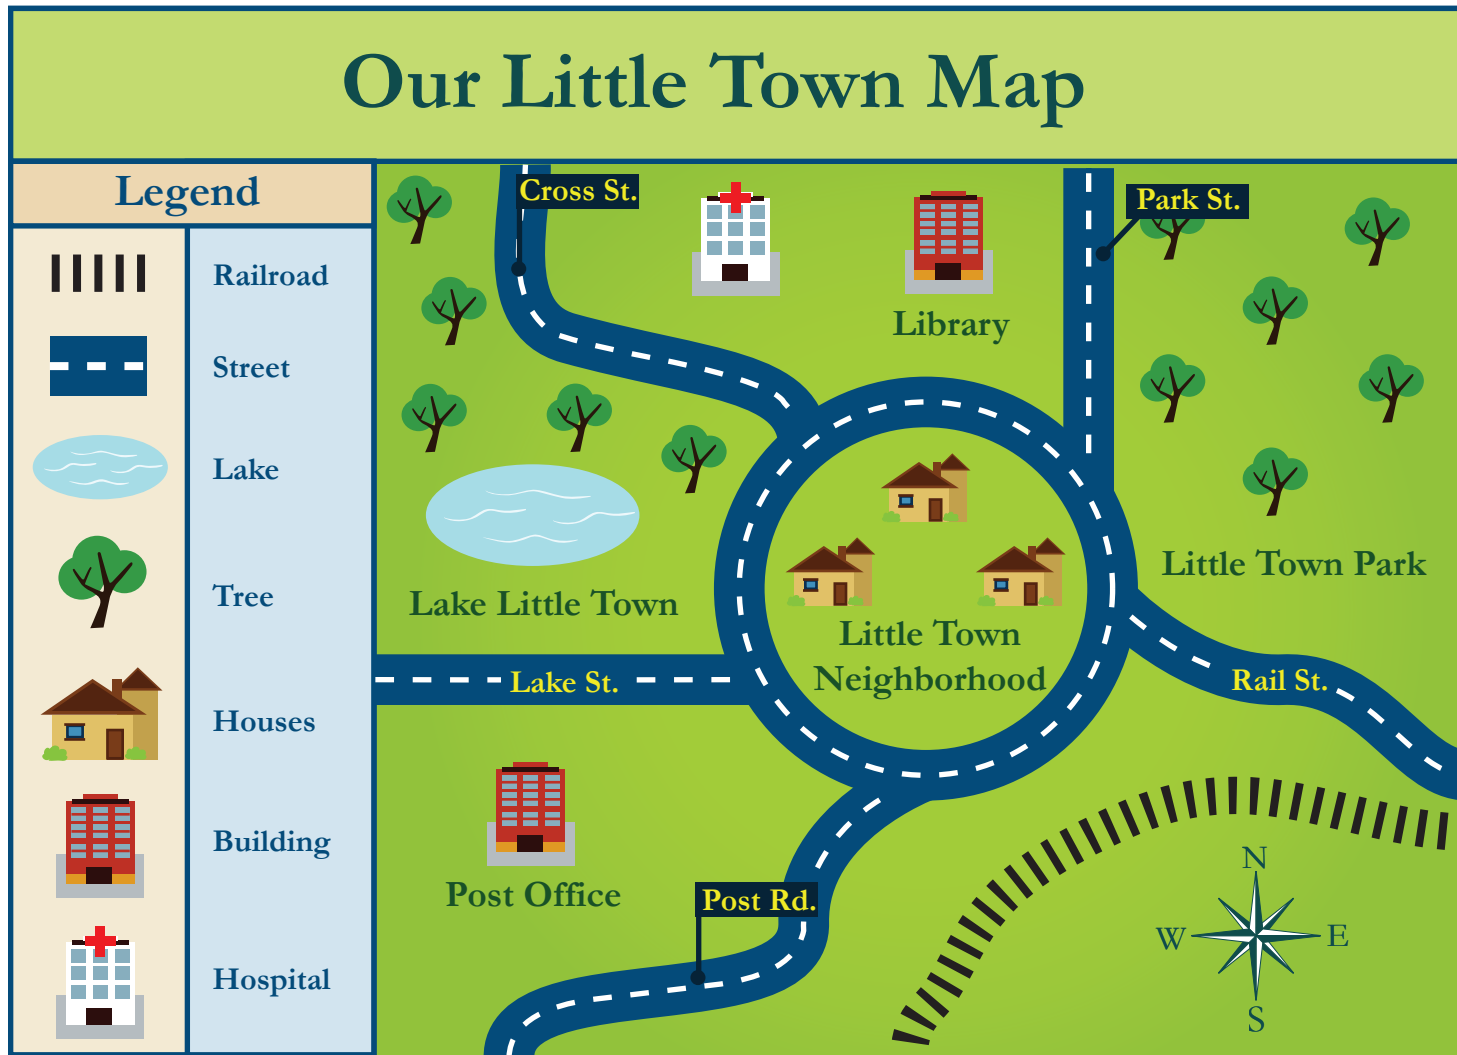 Our Little Town Map
Legend
Railroad
Street
Lake
Tree
Houses
Building
Hospital
Cross St.
Park St.
Library
Little Town Park
Lake Little Town
Little Town
Neighborhood
Lake St.
Rail St.
Post Office
Post Rd.
N
W
E
S